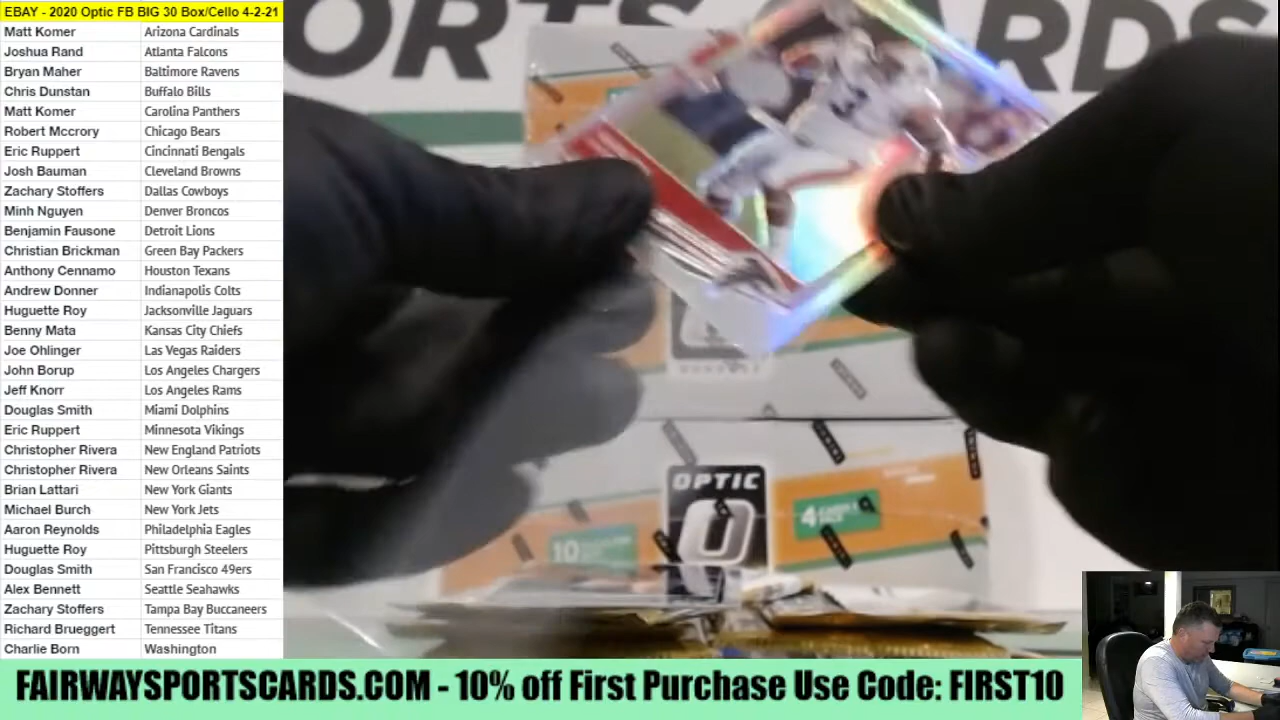 EBAY - 2020 Optic FB BIG 30 Box/Cello 4-2-21
Matt Komer Arizona Cardinals
Joshua Rand Atlanta Falcons
Bryan Maher Baltimore Ravens
Chris Dunstan Buffalo Bills
Matt Komer Carolina Panthers
Robert Mccrory Chicago Bears
Eric Ruppert Cincinnati Bengals
Josh Bauman Cleveland Browns
Zachary Stoffers Dallas Cowboys
Minh Nguyen Denver Broncos
Benjamin Fausone Detroit Lions
Christian Brickman Green Bay Packers
Anthony Cennamo Houston Texans
Andrew Donner Indianapolis Colts
Huguette Roy Jacksonville Jaguars
Benny Mata Kansas City Chiefs
Joe Ohlinger Las Vegas Raiders
John Borup Los Angeles Chargers
Jeff Knorr Los Angeles Rams
Douglas Smith Miami Dolphins
Eric Ruppert Minnesota Vikings
Christopher Rivera New England Patriots
Christopher Rivera New Orleans Saints
Brian Lattari New York Giants
Michael Burch New York Jets
Aaron Reynolds Philadelphia Eagles
Huguette Roy Pittsburgh Steelers
Douglas Smith San Francisco 49ers
Alex Bennett Seattle Seahawks
Zachary Stoffers Tampa Bay Buccaneers
Richard Brueggert Tennessee Titans
Charlie Born Washington
ORTS CARDS
OPTIC
4
10
FAIRWAYSPORTSCARDS.COM - 10% off First Purchase Use Code: FIRST10